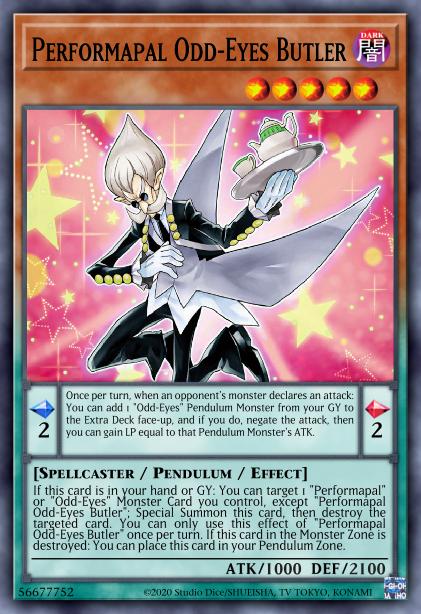 PERFORMAPAL ODD-EYES BUTLER
DARK
闇
Once per turn, when an opponent's monster declares an attack:
You can add 1 "Odd-Eyes" Pendulum Monster from your GY to
the Extra Deck face-up, and if you do, negate the attack, then
you can gain LP equal to that Pendulum Monster's ATK.
2
2
[SPELLCASTER / PENDULUM / EFFECT]
If this card is in your hand or GY: You can target 1 "Performapal"
or "Odd-Eyes" Monster Card you control, except "Performapal
Odd-Eyes Butler"; Special Summon this card, then destroy the
targeted card. You can only use this effect of "Performapal
Odd-Eyes Butler" once per turn. If this card in the Monster Zone is
destroyed: You can place this card in your Pendulum Zone.
ATK/1000 DEF/2100
56677752
©2020 Studio Dice/SHUEISHA, TV TOKYO, KONAMI